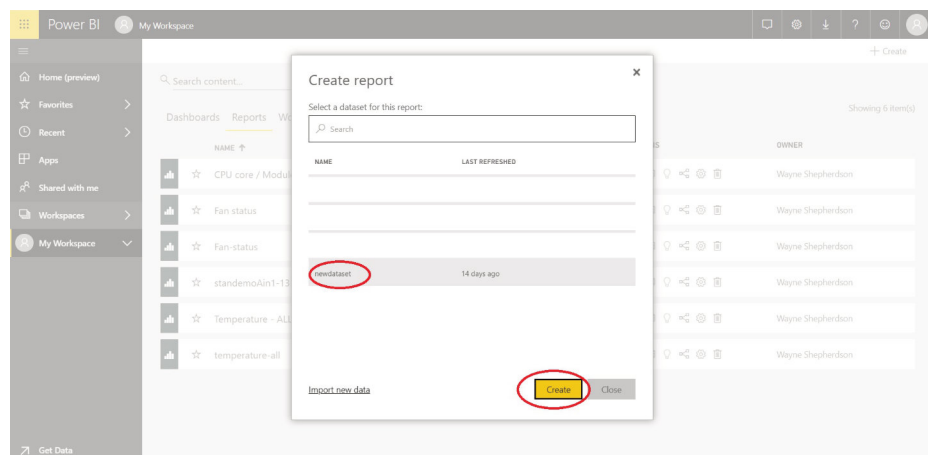 Power BI My Workspace
+ Create
Home (preview)
Search content...
Favorites
Showing 6 item(s)
Dashboards Reports Wo
Recent
NAME ↑
OWNER
Apps
CPU core / Modul
Wayne Shepherdson
Shared with me
Workspaces
Fan status
Wayne Shepherdson
My Workspace
Fan-status
Wayne Shepherdson
standemoAin1-13
Wayne Shepherdson
Temperature - ALL
Wayne Shepherdson
temperature-all
Wayne Shepherdson
Get Data
Create report
Select a dataset for this report:
Search
NAME LAST REFRESHED
newdataset 14 days ago
Import new data Create Close